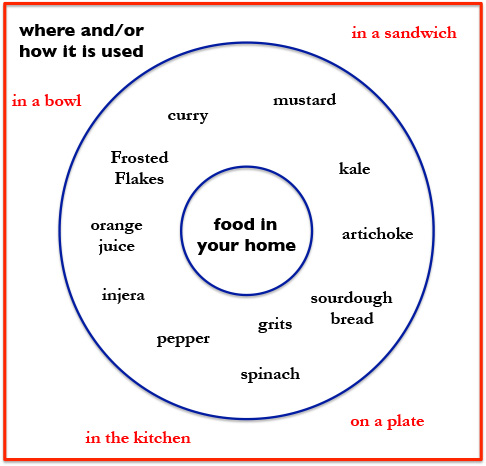 where and/or
how it is used
in a sandwich
in a bowl
mustard
curry
Frosted
Flakes
kale
orange
juice
food in
your home
artichoke
injera
sourdough
bread
grits
pepper
spinach
on a plate
in the kitchen